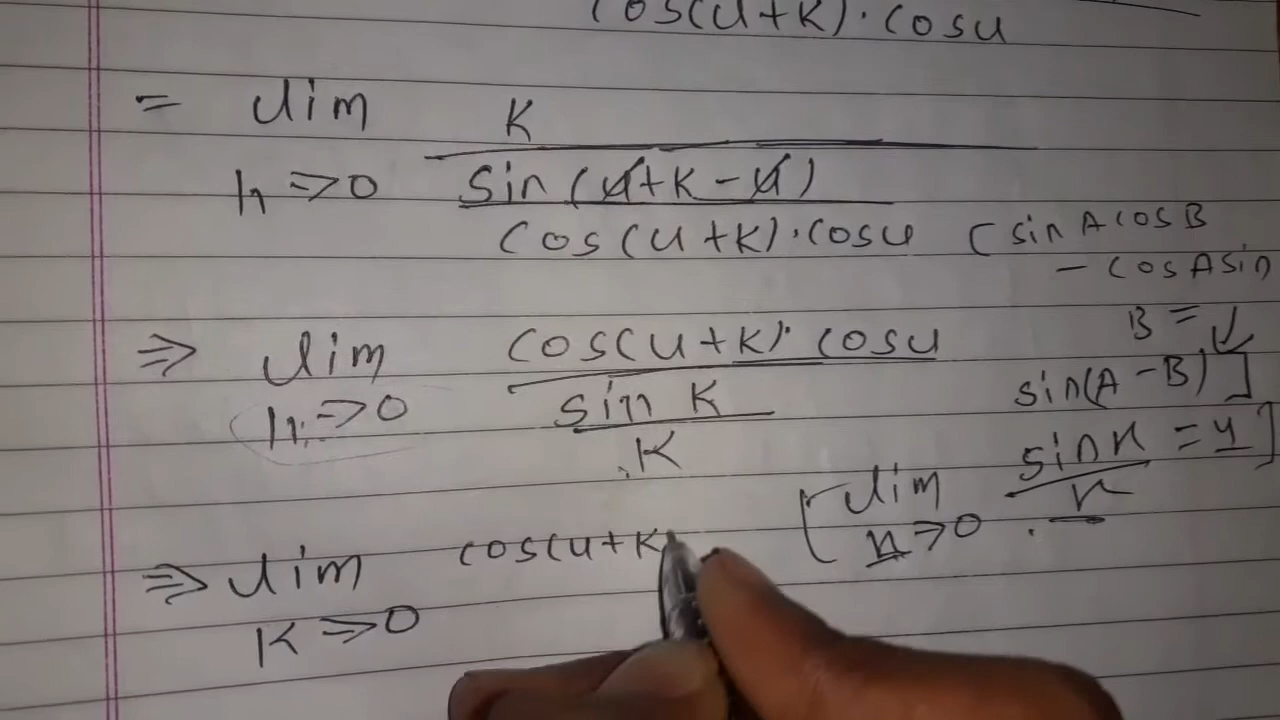 cos(u+k).cosu
= lim k
h⇒0 sin(u+k-u)
cos(u+k).cosu [sinAcosB
- cosAsin
B = ↓
sin(A-B)]
⇒ lim cos(u+k).cosu
h⇒0 sin k
k
[lim sinx = 1]
x⇒0 x
⇒ lim cos(u+k
k⇒0